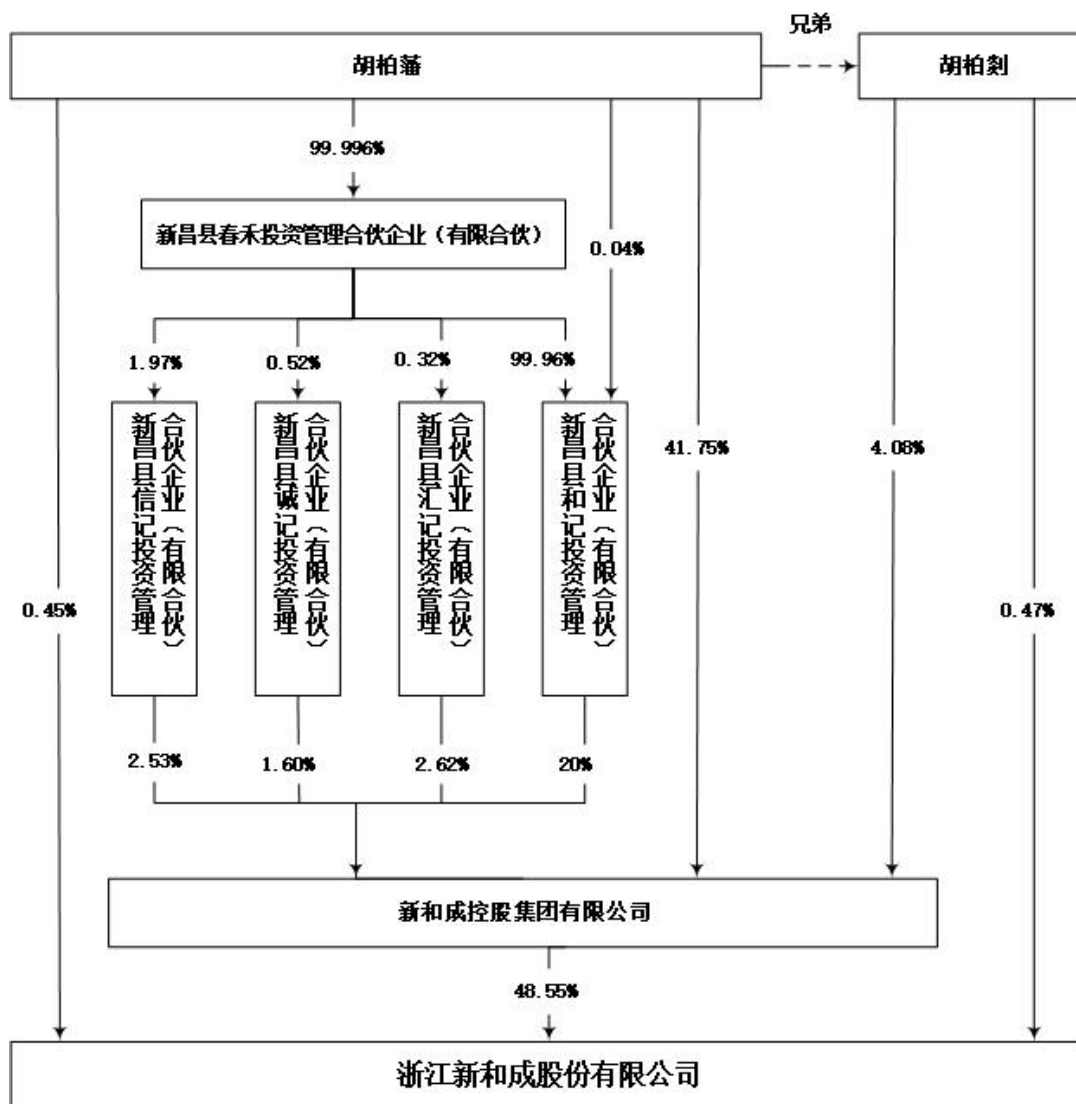 兄弟
胡柏藩
胡柏剡
99.996%
新昌县春禾投资管理合伙企业（有限合伙）
0.04%
1.97%
0.52%
0.32%
99.96%
新昌县信记投资管理
合伙企业（有限合伙）
新昌县诚记投资管理
合伙企业（有限合伙）
新昌县汇记投资管理
合伙企业（有限合伙）
新昌县和记投资管理
合伙企业（有限合伙）
41.75%
4.08%
0.45%
0.47%
2.53%
1.60%
2.62%
20%
新和成控股集团有限公司
48.55%
浙江新和成股份有限公司